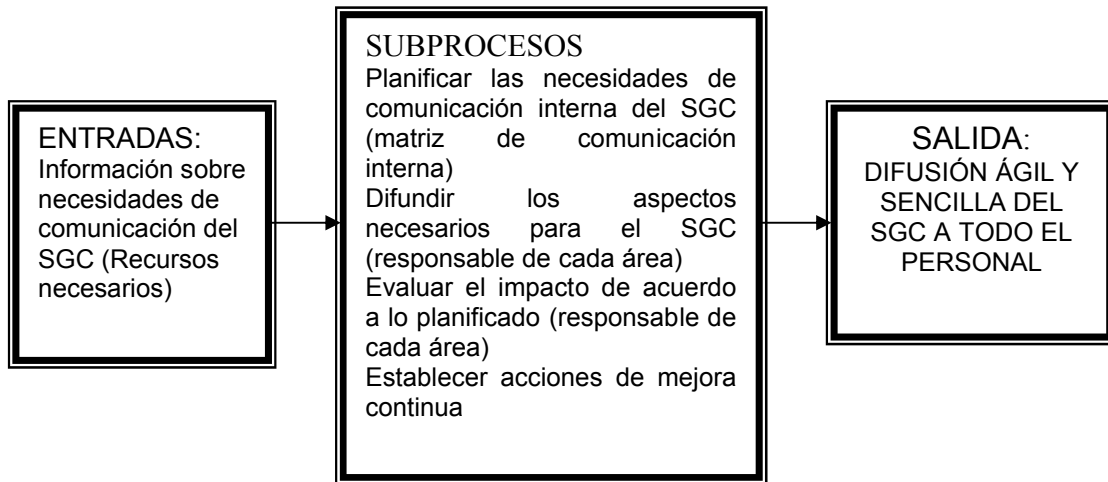 ENTRADAS:
Información sobre
necesidades de
comunicación del
SGC (Recursos
necesarios)
SUBPROCESOS
Planificar las necesidades de
comunicación interna del SGC
(matriz de comunicación
interna)
Difundir los aspectos
necesarios para el SGC
(responsable de cada área)
Evaluar el impacto de acuerdo
a lo planificado (responsable de
cada área)
Establecer acciones de mejora
continua
SALIDA:
DIFUSIÓN ÁGIL Y
SENCILLA DEL
SGC A TODO EL
PERSONAL